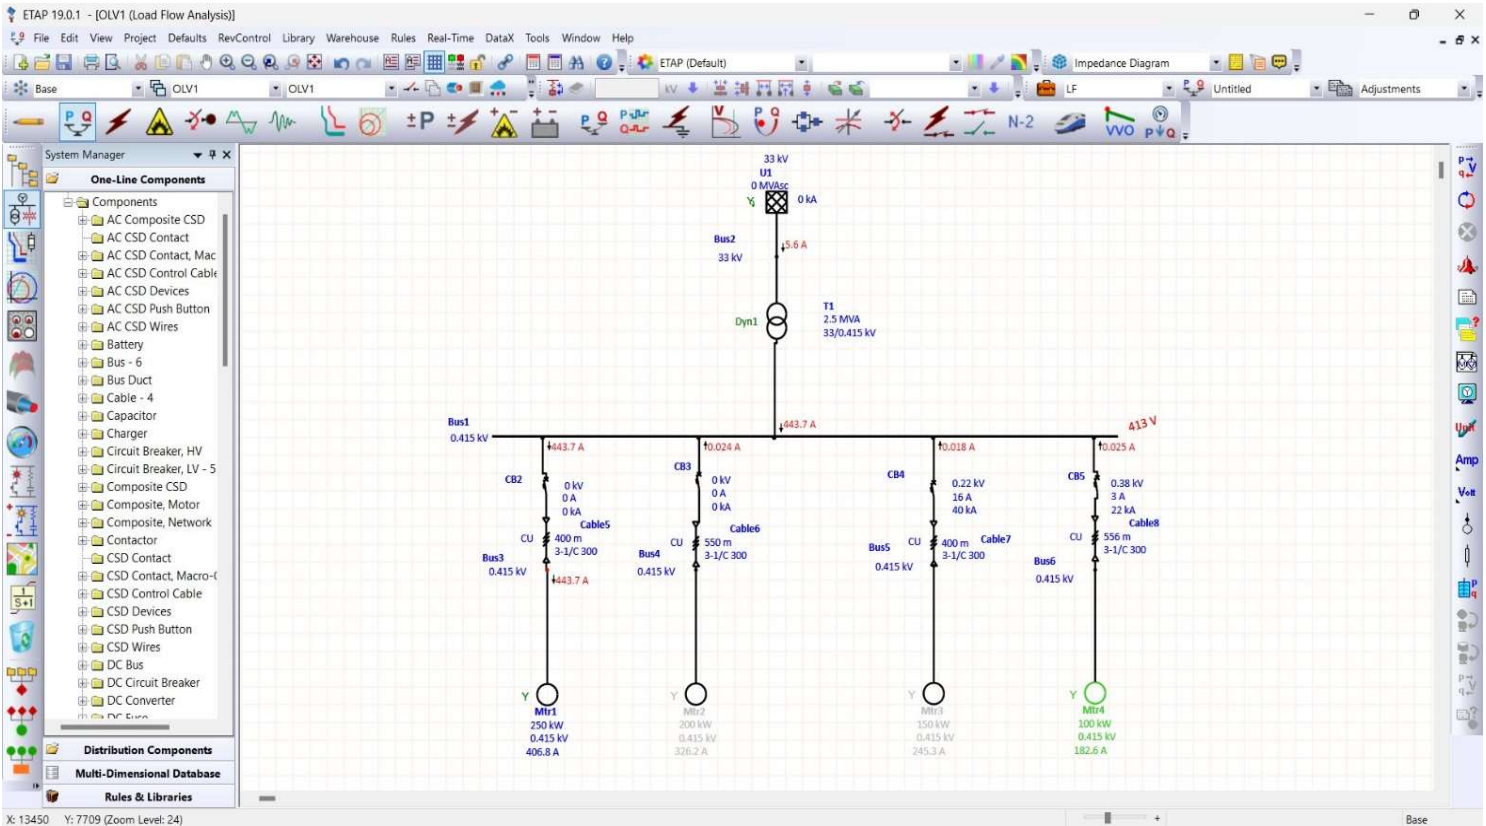 ETAP 19.0.1 - [OLV1 (Load Flow Analysis)]
File Edit View Project Defaults RevControl Library Warehouse Rules Real-Time DataX Tools Window Help
ETAP (Default)
Impedance Diagram
Base
OLV1
OLV1
kV
LF
Untitled
Adjustments
N-2
VVO
System Manager
One-Line Components
Components
AC Composite CSD
AC CSD Contact
AC CSD Contact, Mac
AC CSD Control Cable
AC CSD Devices
AC CSD Push Button
AC CSD Wires
Battery
Bus - 6
Bus Duct
Cable - 4
Capacitor
Charger
Circuit Breaker, HV
Circuit Breaker, LV - 5
Composite CSD
Composite, Motor
Composite, Network
Contactor
CSD Contact
CSD Contact, Macro-
CSD Control Cable
CSD Devices
CSD Push Button
CSD Wires
DC Bus
DC Circuit Breaker
DC Converter
DC Fuse
Distribution Components
Multi-Dimensional Database
Rules & Libraries
33 kV
U1
0 MVAsc
0 kA
Bus2
5.6 A
33 kV
T1
Dyn1
2.5 MVA
33/0.415 kV
Bus1
443.7 A
413 V
0.415 kV
443.7 A
0.024 A
0.018 A
0.025 A
CB2
0 kV
0 A
0 kA
Cable5
CU
400 m
3-1/C 300
Bus3
0.415 kV
443.7 A
Y
Mtr1
250 kW
0.415 kV
406.8 A
CB3
0 kV
0 A
0 kA
Cable6
CU
550 m
3-1/C 300
Bus4
0.415 kV
Y
Mtr2
200 kW
0.415 kV
326.2 A
CB4
0.22 kV
16 A
40 kA
CU
400 m
Cable7
3-1/C 300
Bus5
0.415 kV
Y
Mtr3
150 kW
0.415 kV
245.3 A
CB5
0.38 kV
3 A
22 kA
Cable8
CU
556 m
3-1/C 300
Bus6
0.415 kV
Y
Mtr4
100 kW
0.415 kV
182.6 A
Amp
Volt
X: 13450 Y: 7709 (Zoom Level: 24)
Base